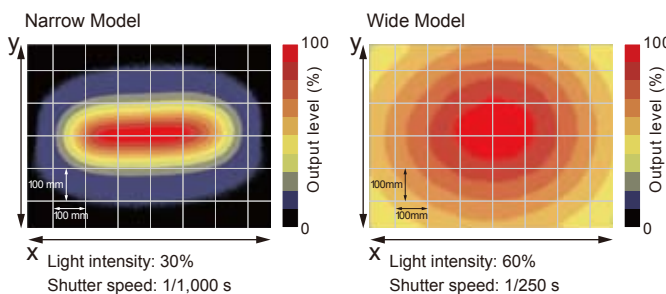 Narrow Model
y
100
Output level (%)
0
100 mm
100 mm
x
Light intensity: 30%
Shutter speed: 1/1,000 s
Wide Model
y
100
Output level (%)
0
100mm
100mm
x
Light intensity: 60%
Shutter speed: 1/250 s